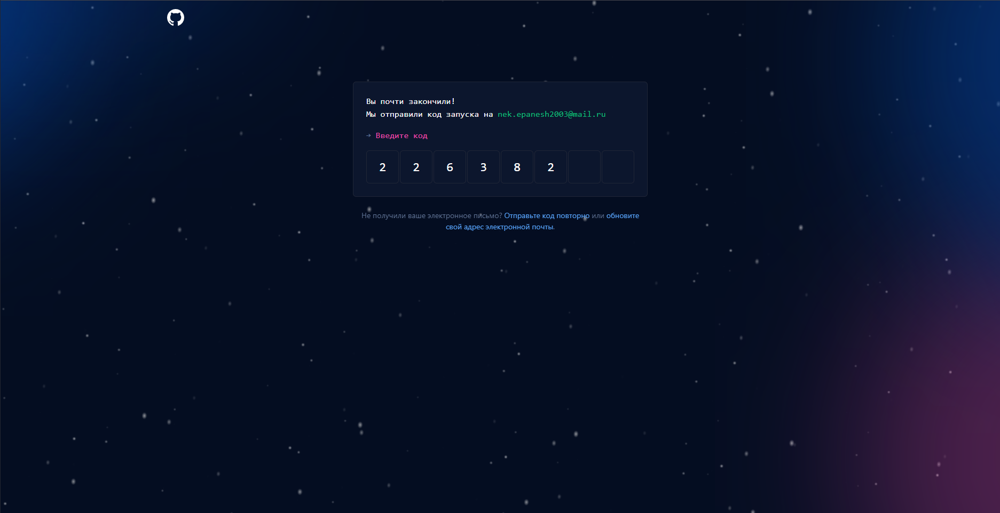 Вы почти закончили!
Мы отправили код запуска на nek.epanesh2003@mail.ru
→ Введите код
2 2 6 3 8 2
Не получили ваше электронное письмо? Отправьте код повторно или обновите
свой адрес электронной почты.